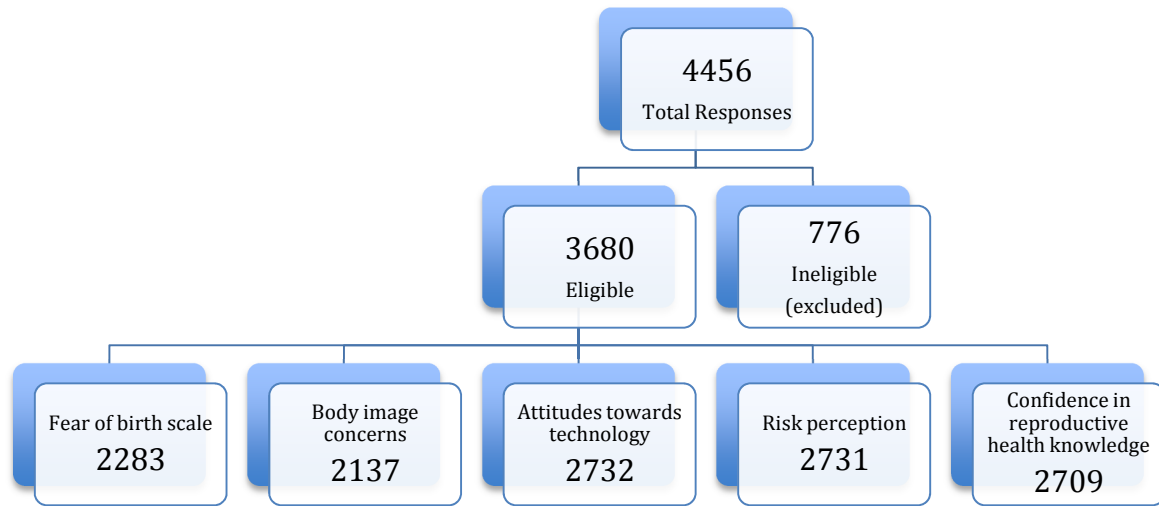 4456
Total Responses
3680
Eligible
776
Ineligible
(excluded)
Fear of birth scale
2283
Body image
concerns
2137
Attitudes towards
technology
2732
Risk perception
2731
Confidence in
reproductive
health knowledge
2709